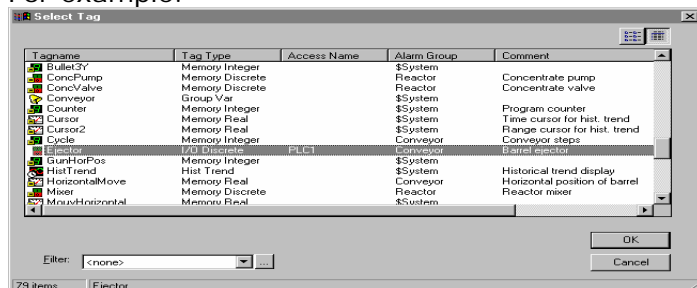 For example:
Select Tag
Tagname Tag Type Access Name Alarm Group Comment
Bullet3Y Memory Integer $System
ConcPump Memory Discrete Reactor Concentrate pump
ConcValve Memory Discrete Reactor Concentrate valve
Conveyor Group Var $System
Counter Memory Integer $System Program counter
Cursor Memory Real $System Time cursor for hist. trend
Cursor2 Memory Real $System Range cursor for hist. trend
Cycle Memory Integer Conveyor Conveyor steps
Ejector I/O Discrete PLC1 Conveyor Barrel ejector
GunHorPos Memory Integer $System
HistTrend Hist Trend $System Historical trend display
HorizontalMove Memory Real Conveyor Horizontal position of barrel
Mixer Memory Discrete Reactor Reactor mixer
MouvHorizontal Memory Real $System
OK
Filter: <none> ... Cancel
79 items Ejector